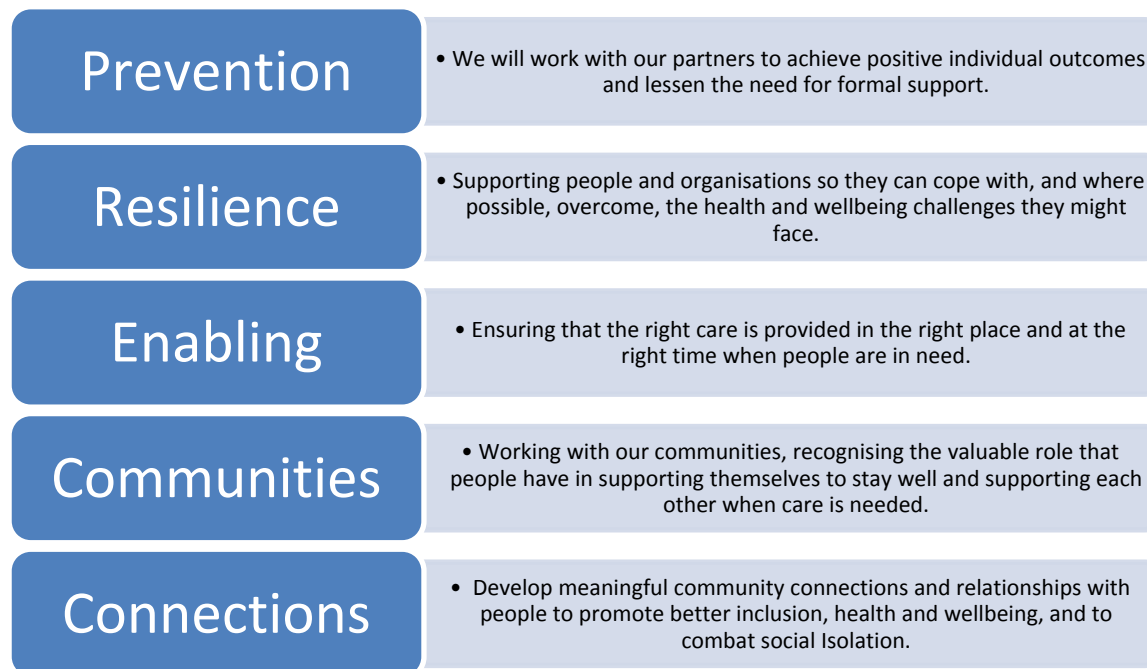 Prevention
• We will work with our partners to achieve positive individual outcomes
and lessen the need for formal support.
Resilience
• Supporting people and organisations so they can cope with, and where
possible, overcome, the health and wellbeing challenges they might
face.
Enabling
• Ensuring that the right care is provided in the right place and at the
right time when people are in need.
Communities
• Working with our communities, recognising the valuable role that
people have in supporting themselves to stay well and supporting each
other when care is needed.
Connections
• Develop meaningful community connections and relationships with
people to promote better inclusion, health and wellbeing, and to
combat social Isolation.